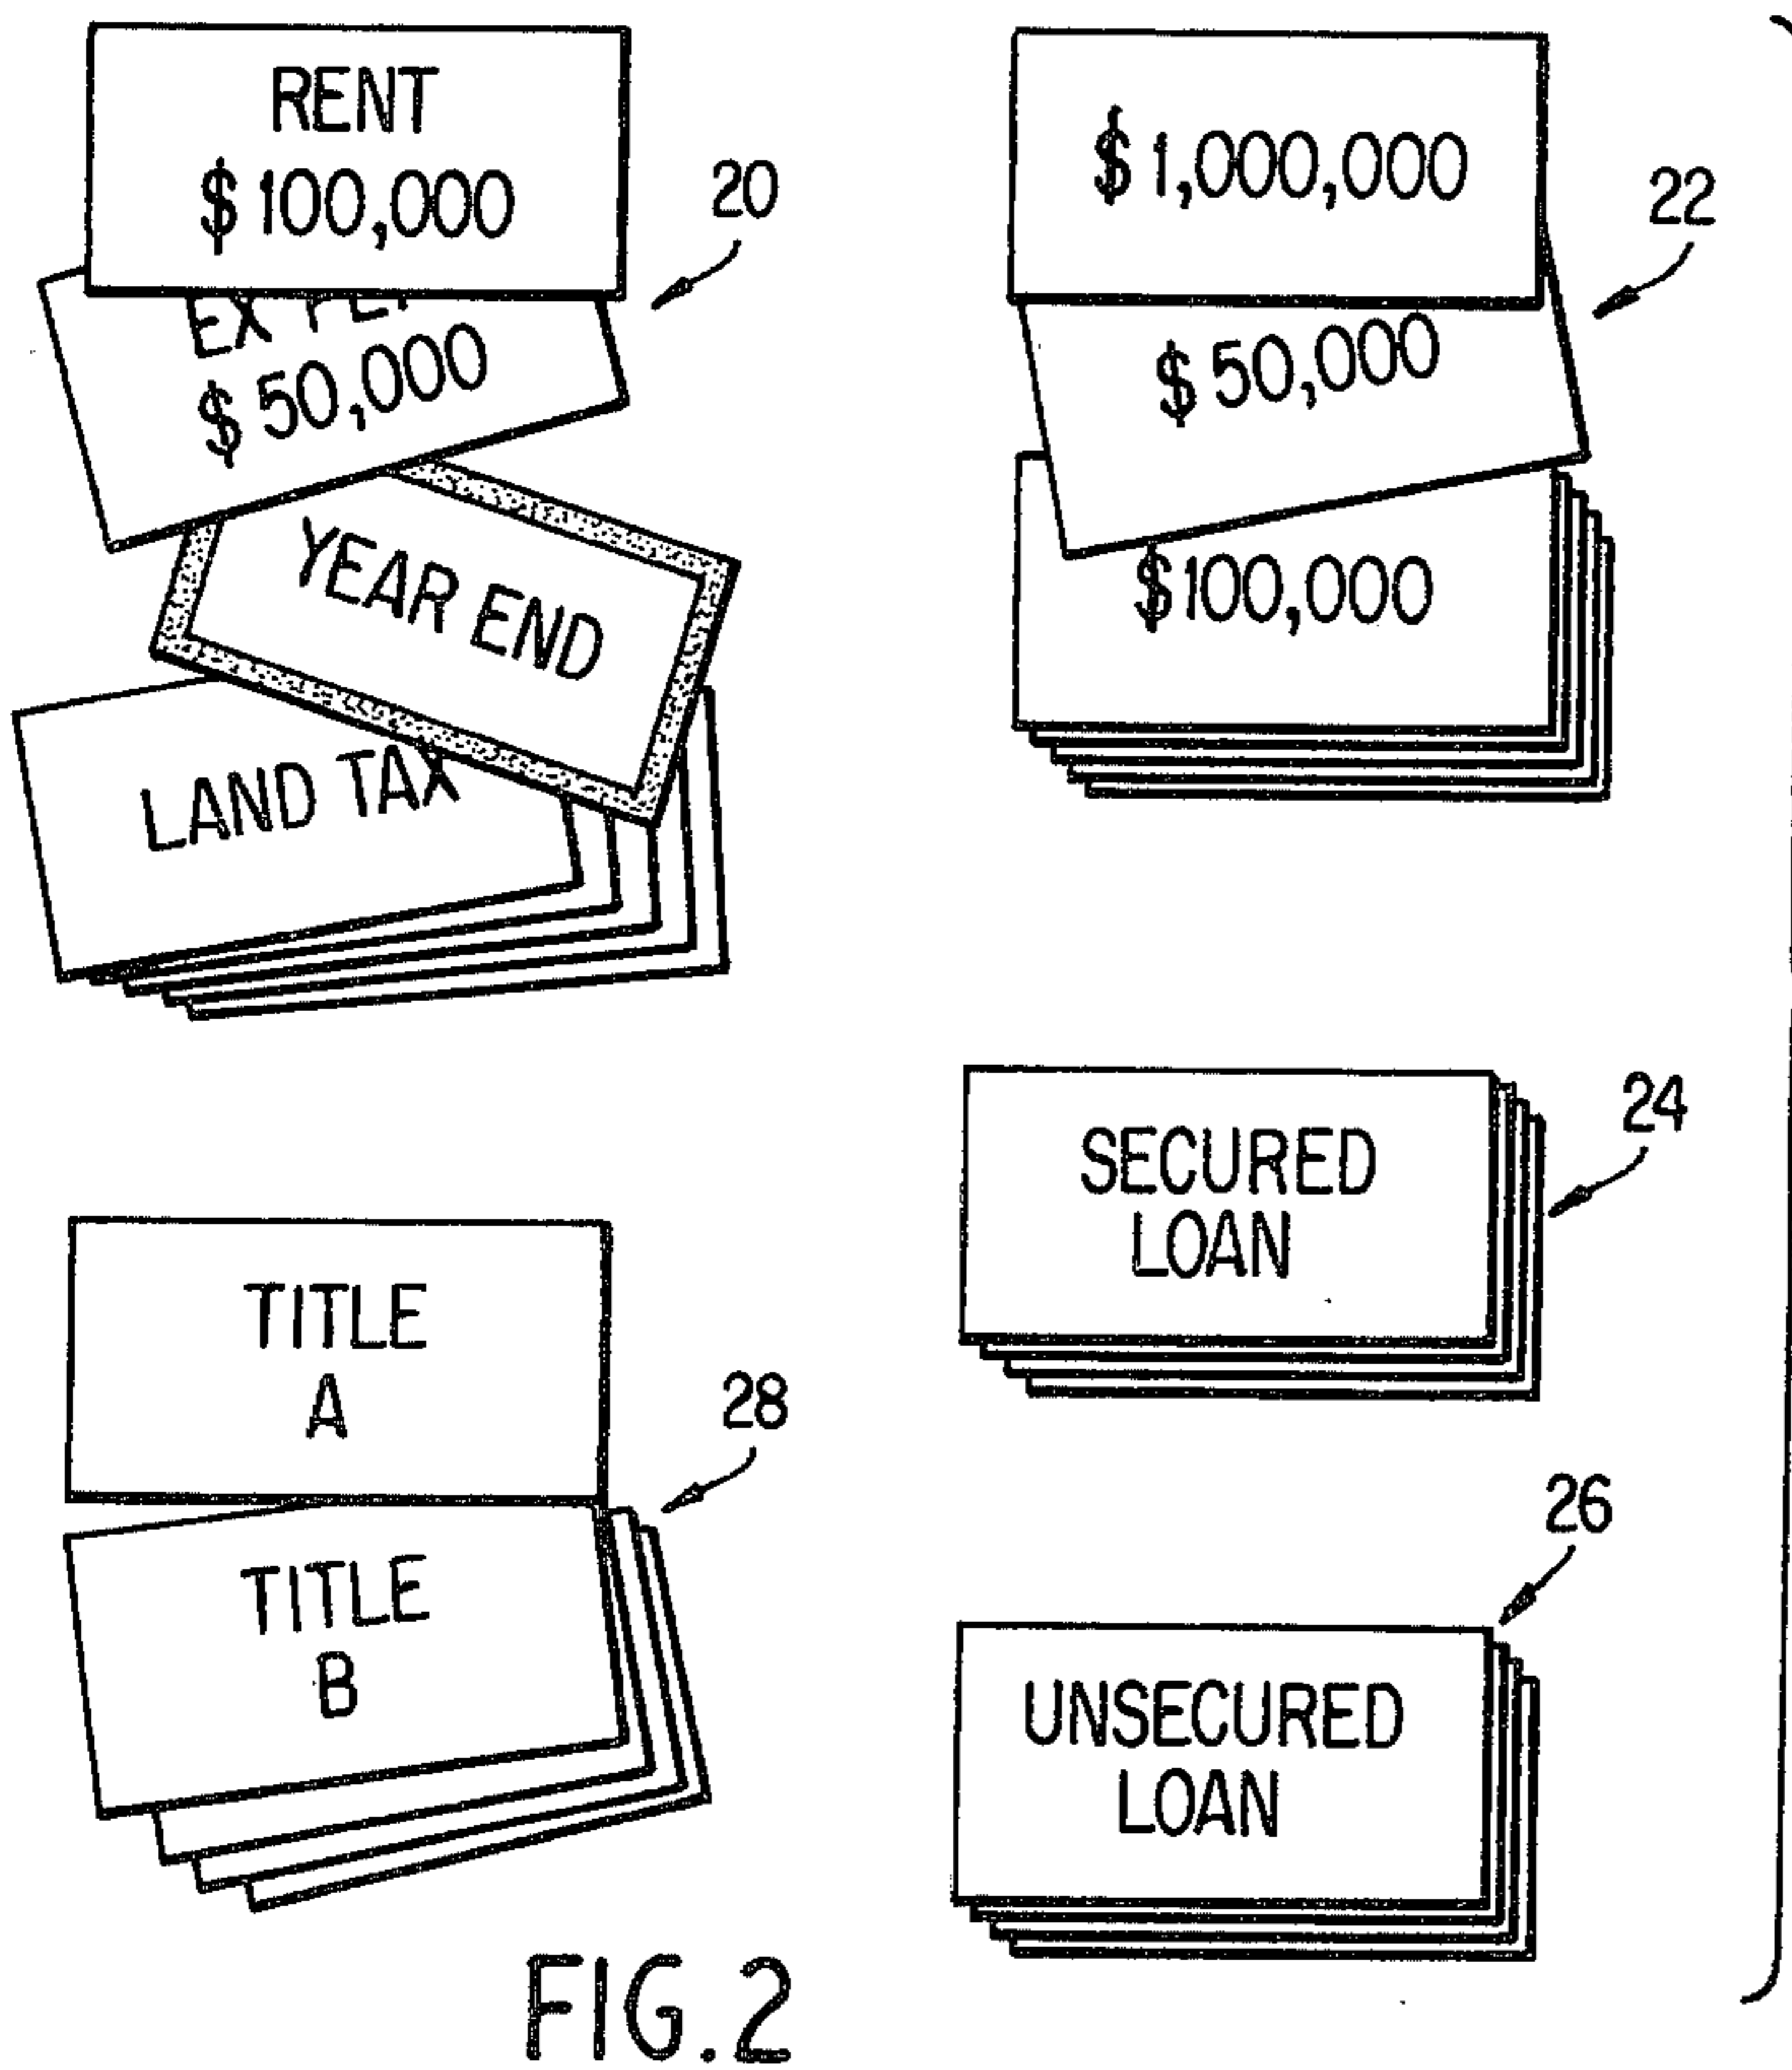 RENT
$100,000
20
$50,000
YEAR END
LAND TAX
$1,000,000
22
$50,000
$100,000
SECURED
LOAN
24
TITLE
A
28
TITLE
B
26
UNSECURED
LOAN
FIG.2